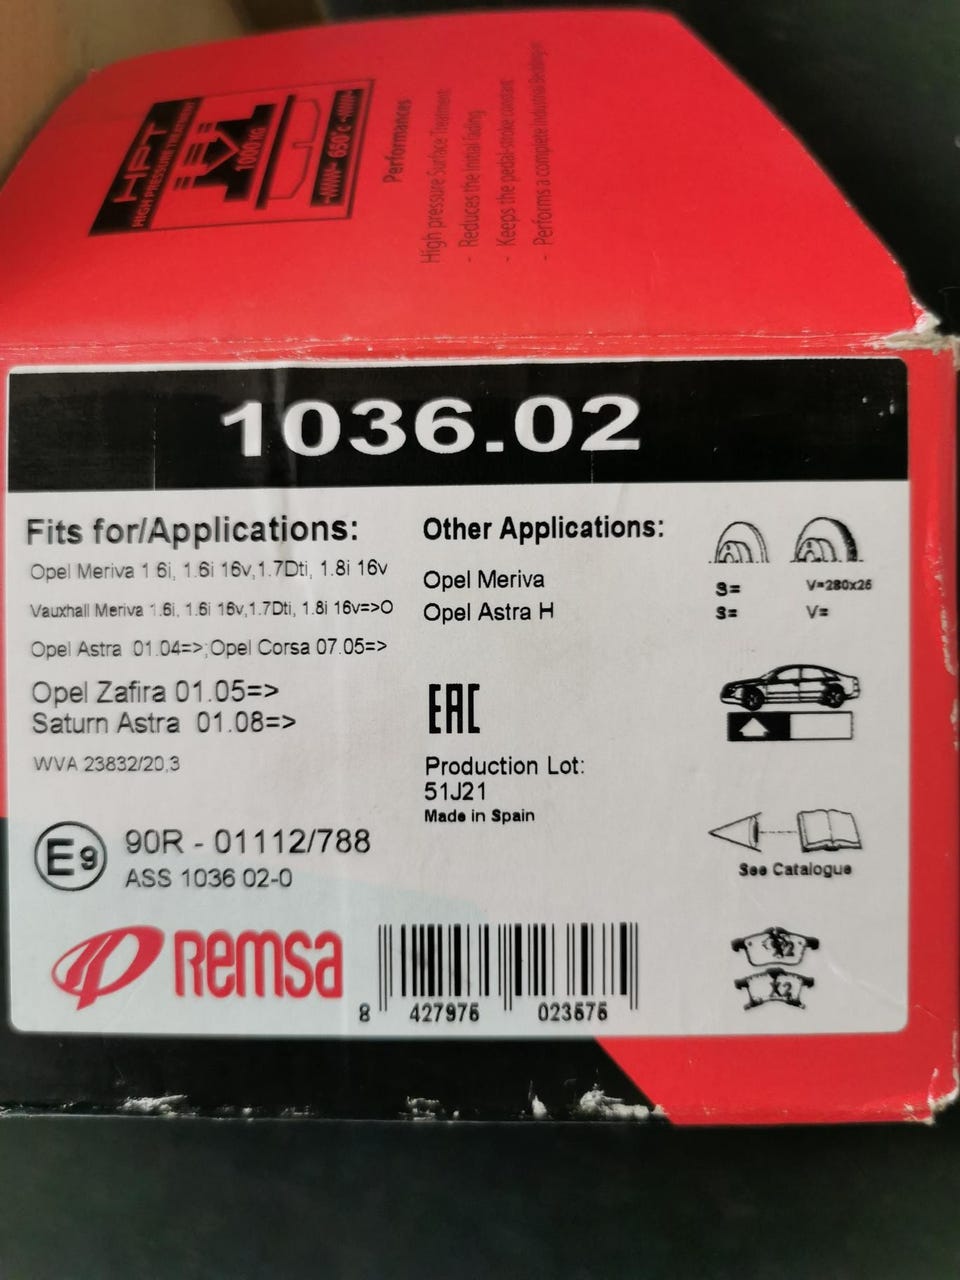 HPT
HIGH PRESSURE TREATMENT
1000 KG
650°c
Performances
High pressure Surface Treatment
- Reduces the Initial Fading
- Keeps the pedal-stroke constant
- Performs a complete Industrial Bedding-in
1036.02
Fits for/Applications:
Opel Meriva 1 6i, 1.6i 16v,1.7Dti, 1.8i 16v
Vauxhall Meriva 1.6i, 1.6i 16v,1.7Dti, 1.8i 16v=>O
Opel Astra 01.04=>;Opel Corsa 07.05=>
Opel Zafira 01.05=>
Saturn Astra 01.08=>
WVA 23832/20,3
E9
90R - 01112/788
ASS 1036 02-0
Remsa
Other Applications:
Opel Meriva
Opel Astra H
EAC
Production Lot:
51J21
Made in Spain
8 427975 023575
S= V=280x25
S= V=
See Catalogue
X2
X2